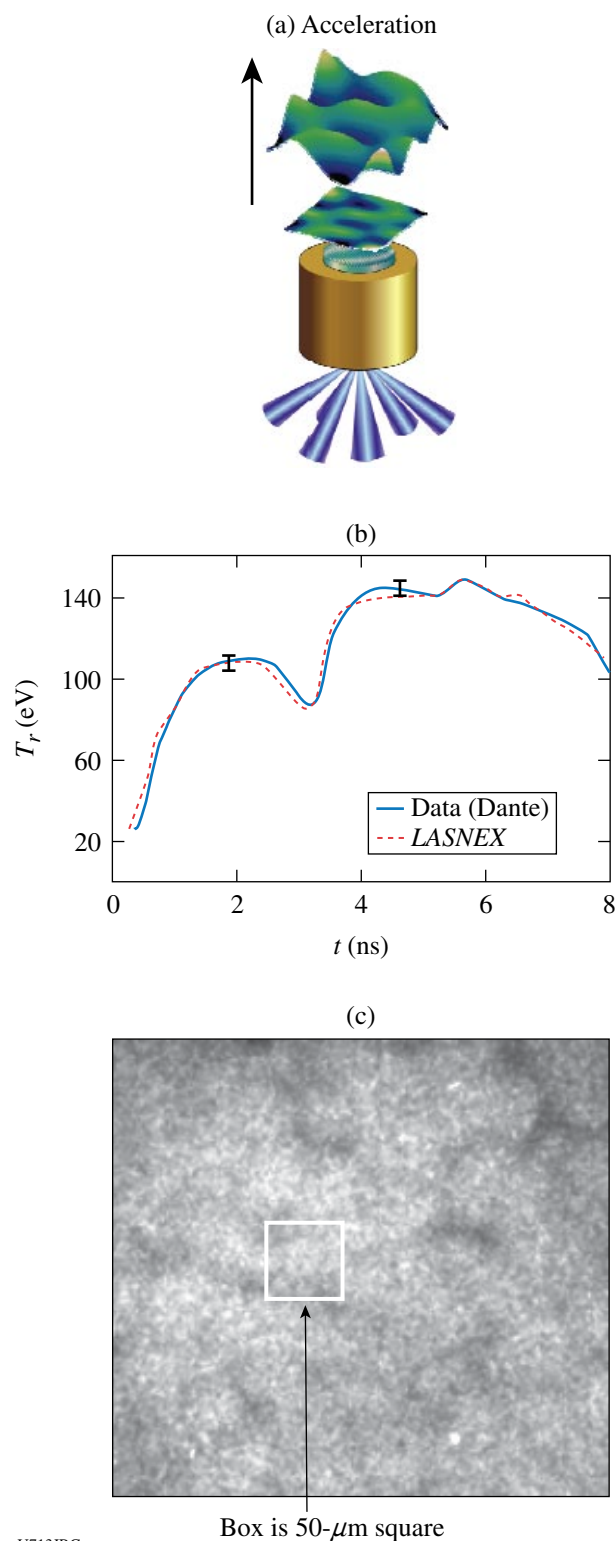 (a) Acceleration
(b)
140
100
60
20
T_r (eV)
Data (Dante)
LASNEX
0 2 4 6 8
t (ns)
(c)
Box is 50-μm square